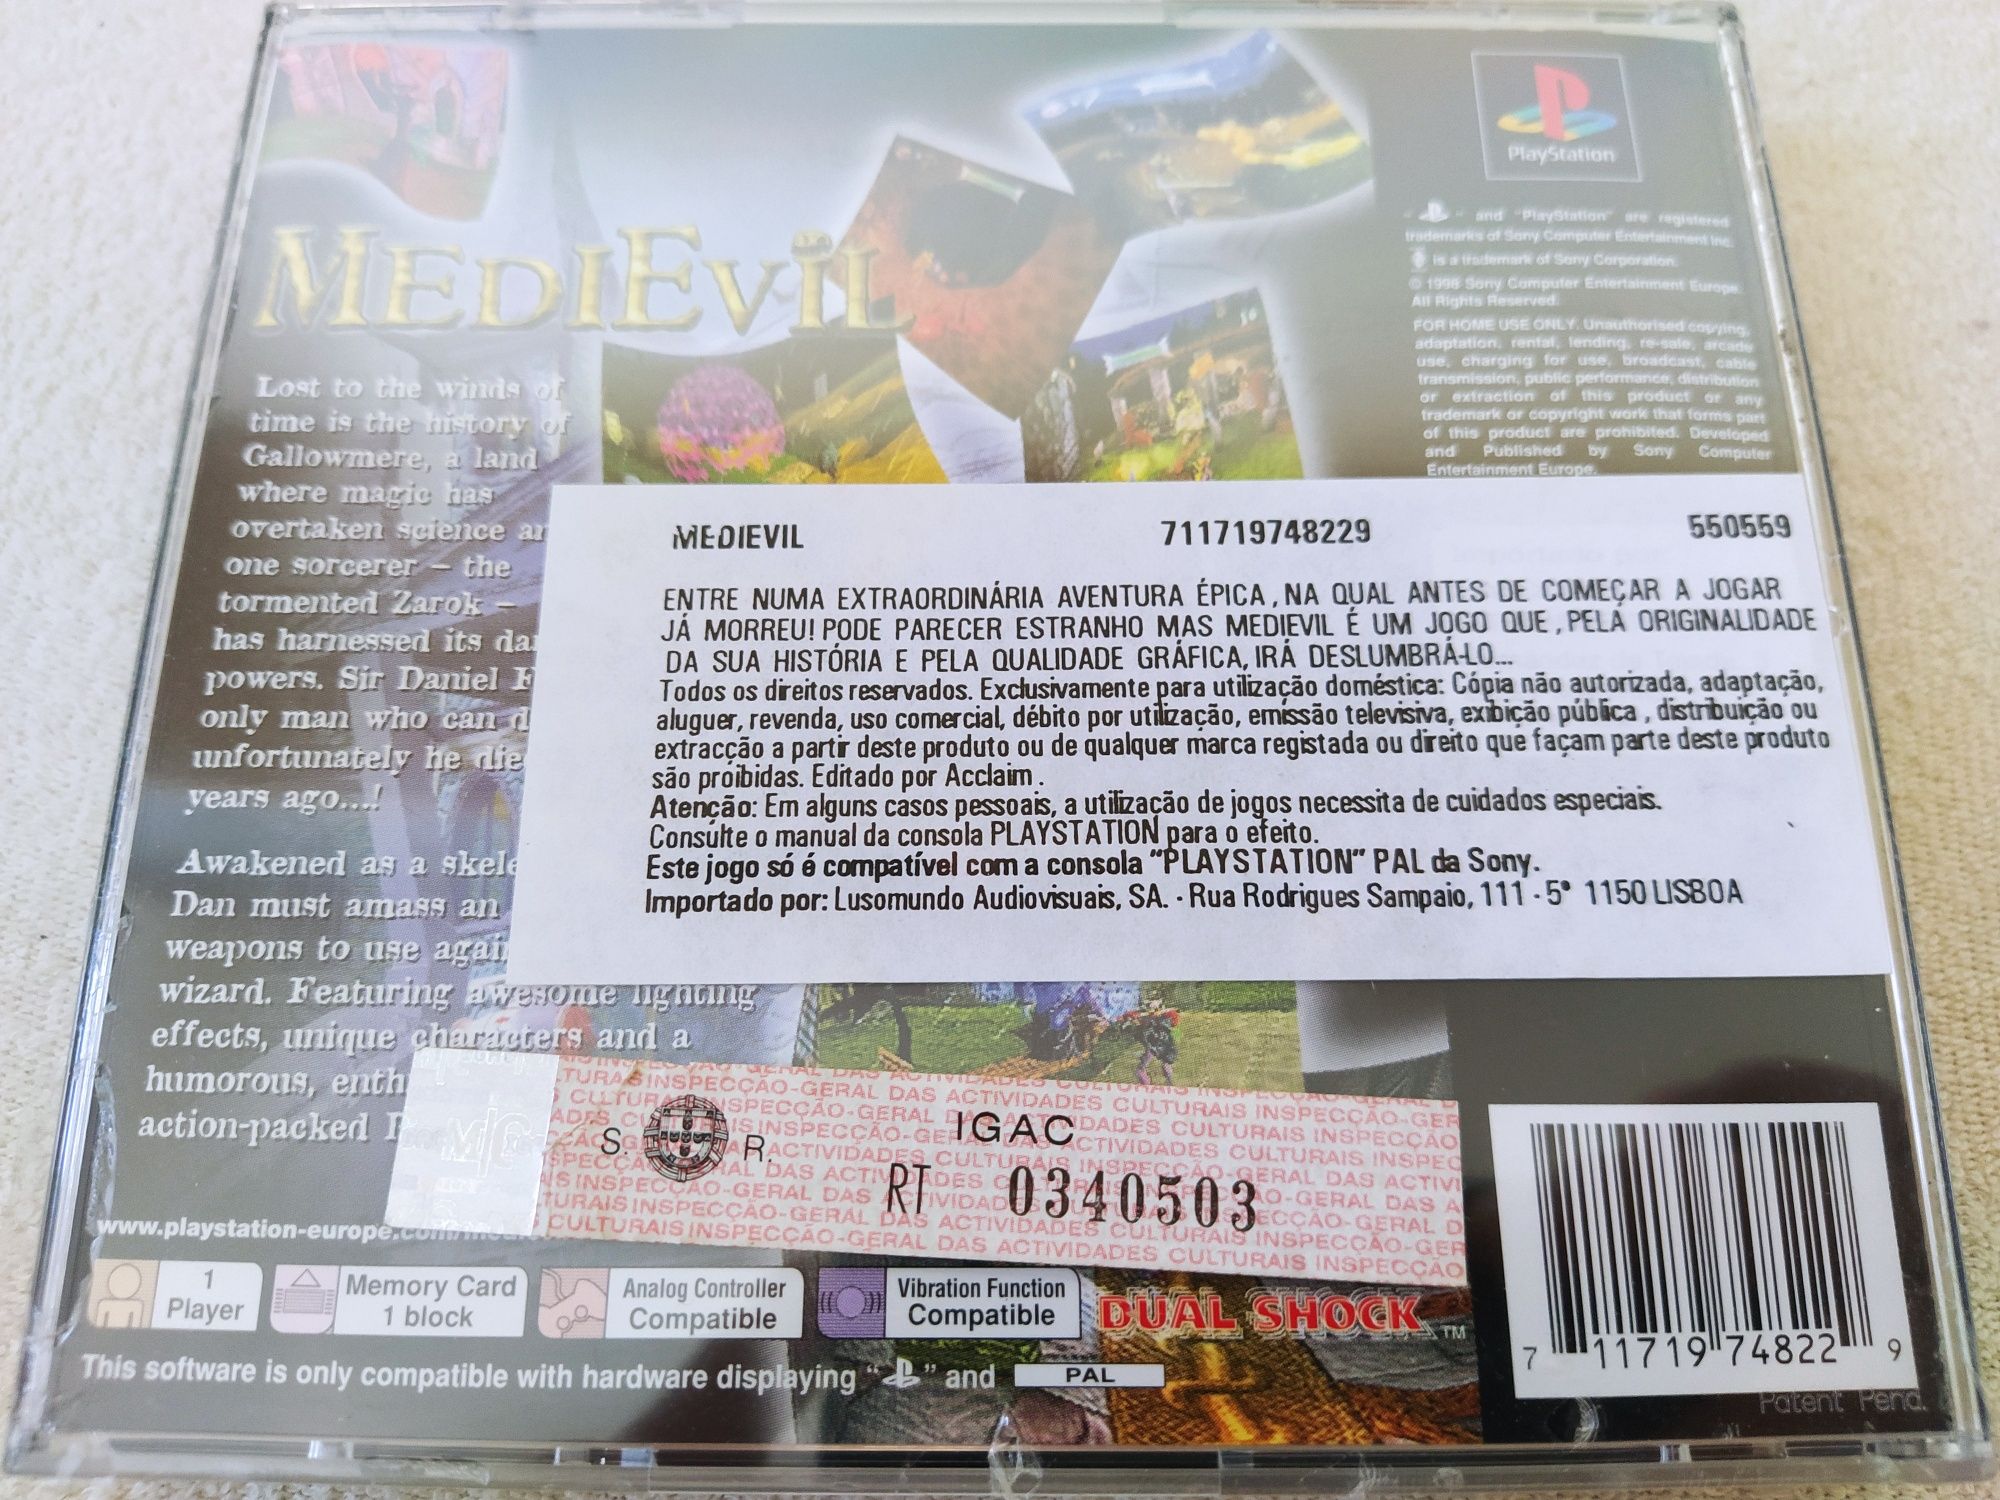 PlayStation
MEDIEVIL
" " and "PlayStation" are registered
trademarks of Sony Computer Entertainment Inc.
is a trademark of Sony Corporation.
© 1998 Sony Computer Entertainment Europe.
All Rights Reserved.
FOR HOME USE ONLY. Unauthorised copying,
adaptation, rental, lending, re-sale, arcade
use, charging for use, broadcast, cable
transmission, public performance, distribution
or extraction of this product or any
trademark or copyright work that forms part
of this product are prohibited. Developed
and Published by Sony Computer
Entertainment Europe.
Lost to the winds of
time is the history of
Gallowmere, a land
where magic has
overtaken science
one sorcerer – the
tormented Zarok –
has harnessed its
powers. Sir Daniel
only man who can
unfortunately he
years ago...!
Awakened as a
Dan must amass an
weapons to use
wizard. Featuring awesome lighting
effects, unique characters and a
humorous,
action-packed
MEDIEVIL 711719748229 550559
ENTRE NUMA EXTRAORDINÁRIA AVENTURA ÉPICA, NA QUAL ANTES DE COMEÇAR A JOGAR
JÁ MORREU! PODE PARECER ESTRANHO MAS MEDIEVIL É UM JOGO QUE, PELA ORIGINALIDADE
DA SUA HISTÓRIA E PELA QUALIDADE GRÁFICA, IRÁ DESLUMBRÁ-LO...
Todos os direitos reservados. Exclusivamente para utilização doméstica: Cópia não autorizada, adaptação,
aluguer, revenda, uso comercial, débito por utilização, emissão televisiva, exibição pública , distribuição ou
extracção a partir deste produto ou de qualquer marca registada ou direito que façam parte deste produto
são proibidas. Editado por Acclaim .
Atenção: Em alguns casos pessoais, a utilização de jogos necessita de cuidados especiais.
Consulte o manual da consola PLAYSTATION para o efeito.
Este jogo só é compatível com a consola "PLAYSTATION" PAL da Sony.
Importado por: Lusomundo Audiovisuais, SA. - Rua Rodrigues Sampaio, 111 - 5º 1150 LISBOA
INSPECÇÃO-GERAL DAS ACTIVIDADES CULTURAIS
S. R.
IGAC
RT 0340503
www.playstation-europe.com
1
Player
Memory Card
1 block
Analog Controller
Compatible
Vibration Function
Compatible
DUAL SHOCK™
This software is only compatible with hardware displaying " " and PAL
7 11719 74822 9
Patent Pend.